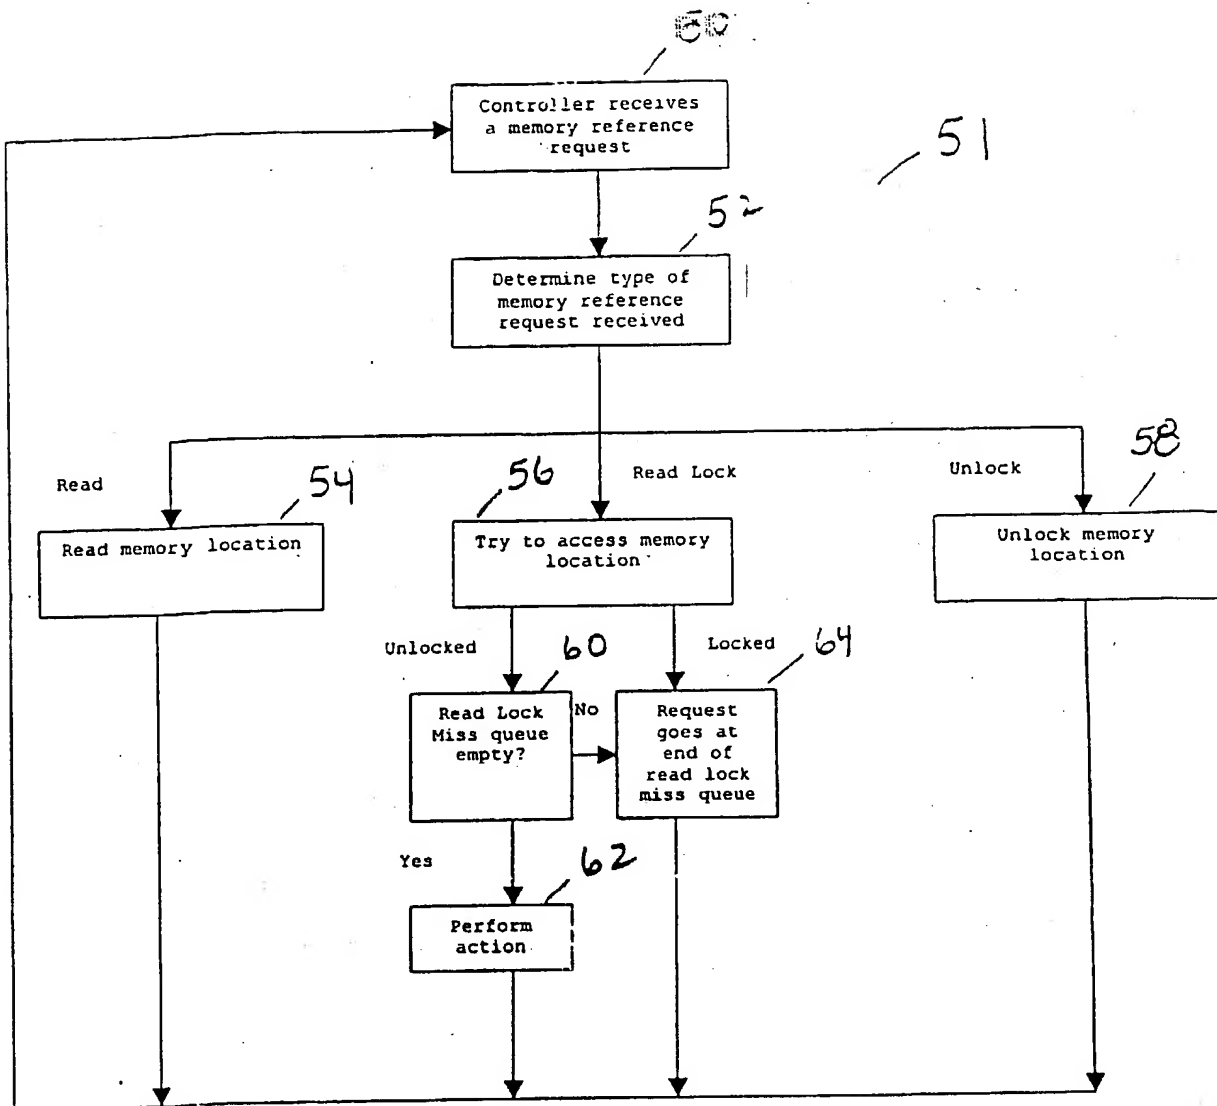 Controller receives
a memory reference
request
51
52
Determine type of
memory reference
request received
Read
54
Read memory location
56
Read Lock
Try to access memory
location
Unlock
58
Unlock memory
location
Unlocked
60
Locked
64
Read Lock
Miss queue
empty?
No
Request
goes at
end of
read lock
miss queue
Yes
62
Perform
action